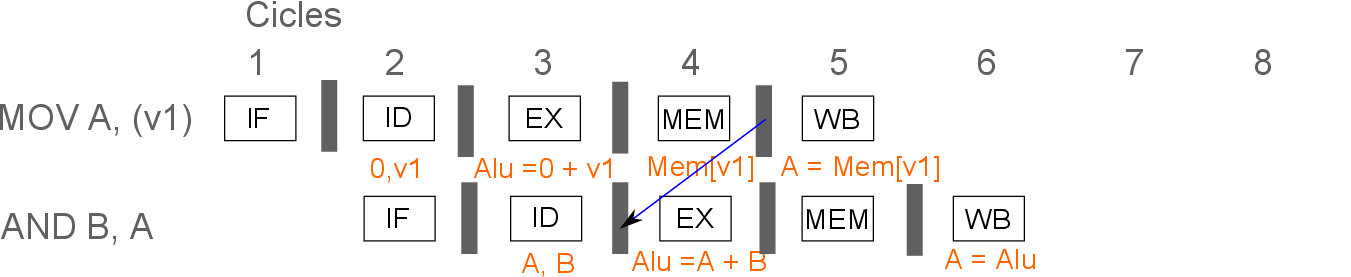 Cicles
1 2 3 4 5 6 7 8
MOV A, (v1) IF ID EX MEM WB
0,v1 Alu =0 + v1 Mem[v1] A = Mem[v1]
AND B, A IF ID EX MEM WB
A, B Alu =A + B A = Alu